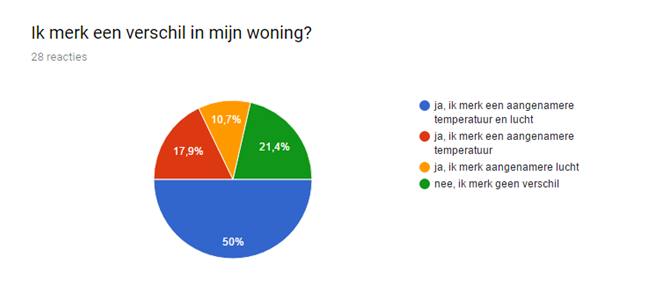 Ik merk een verschil in mijn woning?
28 reacties
10,7%
17,9%
21,4%
50%
ja, ik merk een aangenamere
temperatuur en lucht
ja, ik merk een aangenamere
temperatuur
ja, ik merk aangenamere lucht
nee, ik merk geen verschil